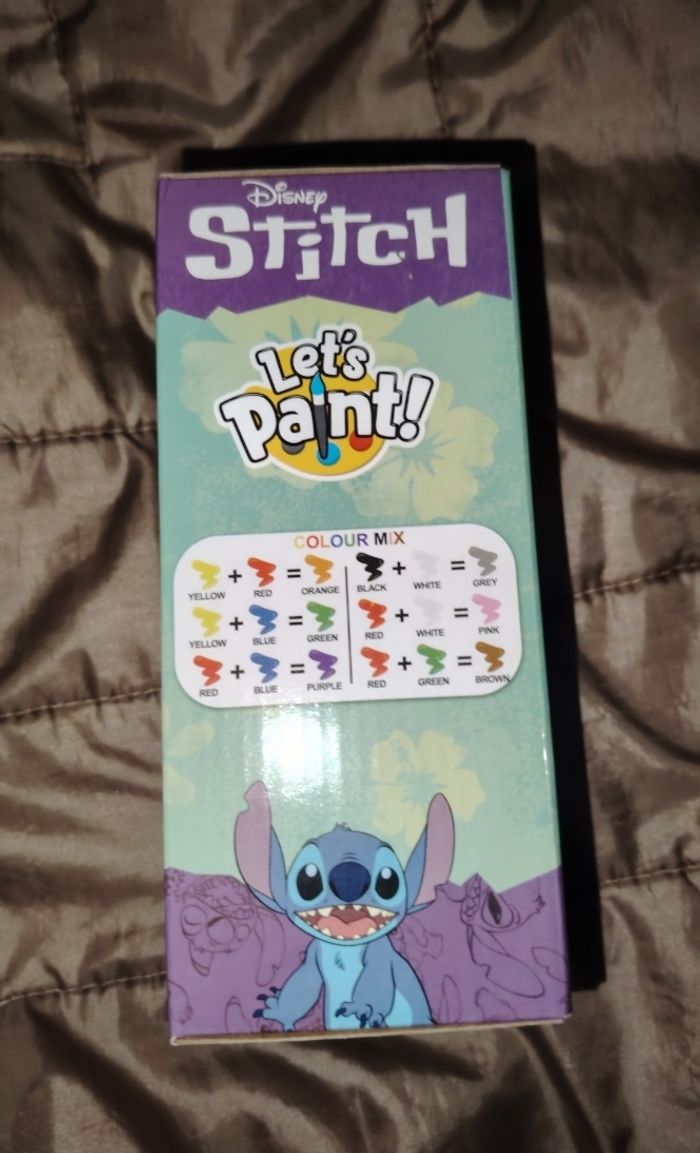 Disney
Stitch
Let's
Paint!
COLOUR MIX
YELLOW + RED = ORANGE
YELLOW + BLUE = GREEN
RED + BLUE = PURPLE
BLACK + WHITE = GREY
RED + WHITE = PINK
RED + GREEN = BROWN